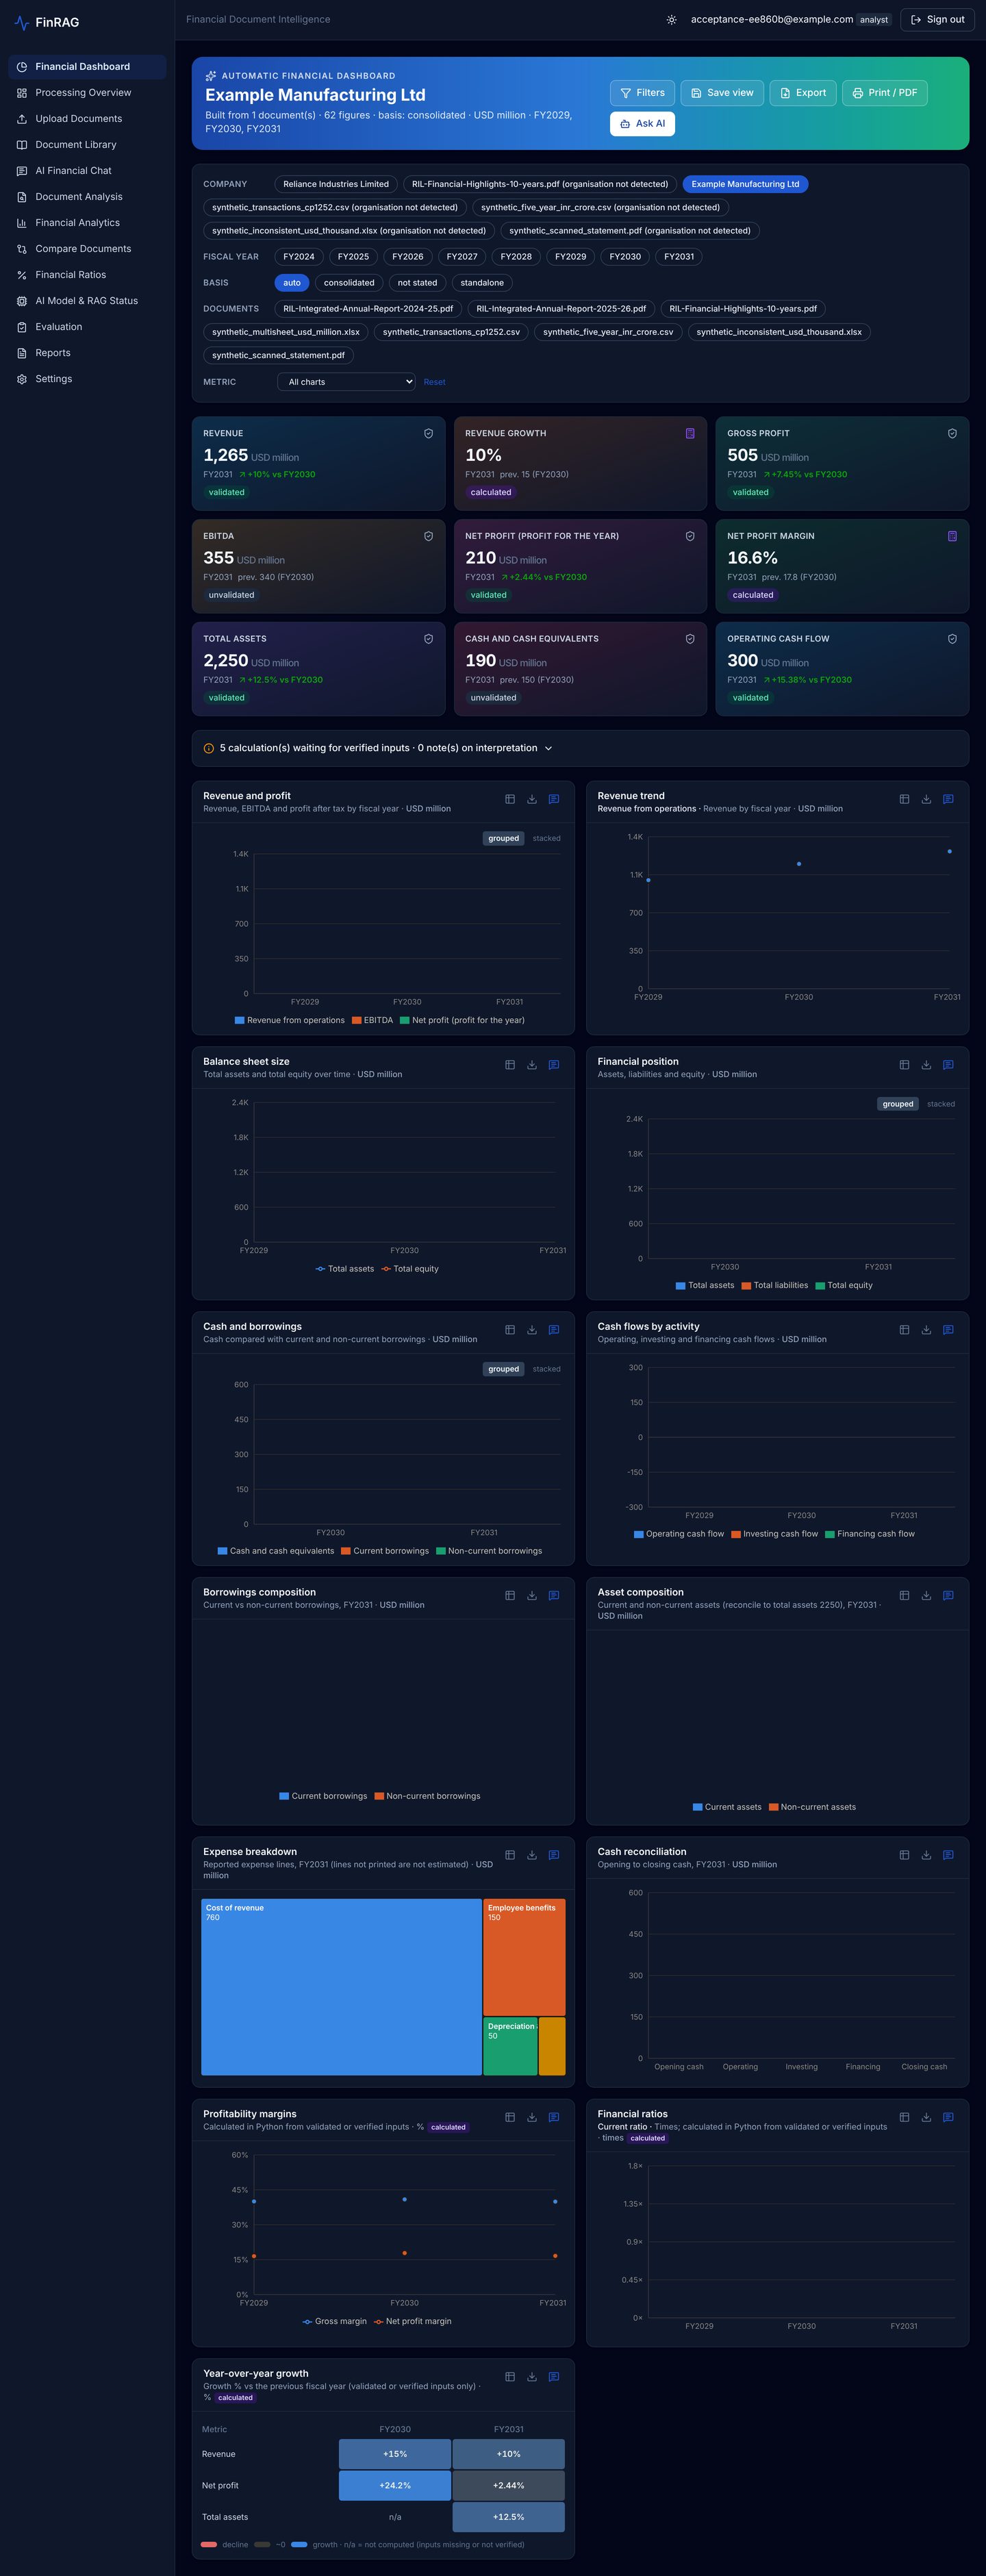 FinRAG
Financial Document Intelligence
acceptance-ee860b@example.com analyst
Sign out
Financial Dashboard
Processing Overview
Upload Documents
Document Library
AI Financial Chat
Document Analysis
Financial Analytics
Compare Documents
Financial Ratios
AI Model & RAG Status
Evaluation
Reports
Settings
AUTOMATIC FINANCIAL DASHBOARD
Example Manufacturing Ltd
Built from 1 document(s) · 62 figures · basis: consolidated · USD million · FY2029,
FY2030, FY2031
Filters
Save view
Export
Print / PDF
Ask AI
COMPANY Reliance Industries Limited RIL-Financial-Highlights-10-years.pdf (organisation not detected) Example Manufacturing Ltd
synthetic_transactions_cp1252.csv (organisation not detected) synthetic_five_year_inr_crore.csv (organisation not detected)
synthetic_inconsistent_usd_thousand.xlsx (organisation not detected) synthetic_scanned_statement.pdf (organisation not detected)
FISCAL YEAR FY2024 FY2025 FY2026 FY2027 FY2028 FY2029 FY2030 FY2031
BASIS auto consolidated not stated standalone
DOCUMENTS RIL-Integrated-Annual-Report-2024-25.pdf RIL-Integrated-Annual-Report-2025-26.pdf RIL-Financial-Highlights-10-years.pdf
synthetic_multisheet_usd_million.xlsx synthetic_transactions_cp1252.csv synthetic_five_year_inr_crore.csv synthetic_inconsistent_usd_thousand.xlsx
synthetic_scanned_statement.pdf
METRIC All charts Reset
REVENUE
1,265 USD million
FY2031 +10% vs FY2030
validated
REVENUE GROWTH
10%
FY2031 prev. 15 (FY2030)
calculated
GROSS PROFIT
505 USD million
FY2031 +7.45% vs FY2030
validated
EBITDA
355 USD million
FY2031 prev. 340 (FY2030)
unvalidated
NET PROFIT (PROFIT FOR THE YEAR)
210 USD million
FY2031 +2.44% vs FY2030
validated
NET PROFIT MARGIN
16.6%
FY2031 prev. 17.8 (FY2030)
calculated
TOTAL ASSETS
2,250 USD million
FY2031 +12.5% vs FY2030
validated
CASH AND CASH EQUIVALENTS
190 USD million
FY2031 prev. 150 (FY2030)
unvalidated
OPERATING CASH FLOW
300 USD million
FY2031 +15.38% vs FY2030
validated
5 calculation(s) waiting for verified inputs · 0 note(s) on interpretation
Revenue and profit
Revenue, EBITDA and profit after tax by fiscal year · USD million
grouped stacked
1.4K
1.1K
700
350
0
FY2029 FY2030 FY2031
Revenue from operations EBITDA Net profit (profit for the year)
Revenue trend
Revenue from operations · Revenue by fiscal year · USD million
1.4K
1.1K
700
350
0
FY2029 FY2030 FY2031
Balance sheet size
Total assets and total equity over time · USD million
2.4K
1.8K
1.2K
600
0
FY2029 FY2030 FY2031
Total assets Total equity
Financial position
Assets, liabilities and equity · USD million
grouped stacked
2.4K
1.8K
1.2K
600
0
FY2030 FY2031
Total assets Total liabilities Total equity
Cash and borrowings
Cash compared with current and non-current borrowings · USD million
grouped stacked
600
450
300
150
0
FY2030 FY2031
Cash and cash equivalents Current borrowings Non-current borrowings
Cash flows by activity
Operating, investing and financing cash flows · USD million
300
150
0
-150
-300
FY2029 FY2030 FY2031
Operating cash flow Investing cash flow Financing cash flow
Borrowings composition
Current vs non-current borrowings, FY2031 · USD million
Current borrowings Non-current borrowings
Asset composition
Current and non-current assets (reconcile to total assets 2250), FY2031 ·
USD million
Current assets Non-current assets
Expense breakdown
Reported expense lines, FY2031 (lines not printed are not estimated) · USD
million
Cost of revenue
760
Employee benefits
150
Depreciation
50
Cash reconciliation
Opening to closing cash, FY2031 · USD million
600
450
300
150
0
Opening cash Operating Investing Financing Closing cash
Profitability margins
Calculated in Python from validated or verified inputs · % calculated
60%
45%
30%
15%
0%
FY2029 FY2030 FY2031
Gross margin Net profit margin
Financial ratios
Current ratio · Times; calculated in Python from validated or verified inputs
· times calculated
1.8×
1.35×
0.9×
0.45×
0×
FY2029 FY2030 FY2031
Year-over-year growth
Growth % vs the previous fiscal year (validated or verified inputs only) ·
% calculated
Metric FY2030 FY2031
Revenue +15% +10%
Net profit +24.2% +2.44%
Total assets n/a +12.5%
decline ~0 growth · n/a = not computed (inputs missing or not verified)